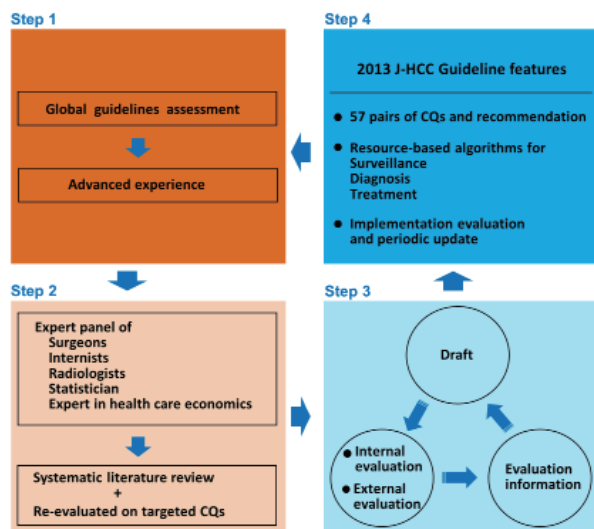 Step 1
Global guidelines assessment
Advanced experience
Step 2
Expert panel of
Surgeons
Internists
Radiologists
Statistician
Expert in health care economics
Systematic literature review
+
Re-evaluated on targeted CQs
Step 3
Draft
● Internal
evaluation
● External
evaluation
Evaluation
information
Step 4
2013 J-HCC Guideline features
● 57 pairs of CQs and recommendation
● Resource-based algorithms for
Surveillance
Diagnosis
Treatment
● Implementation evaluation
and periodic update